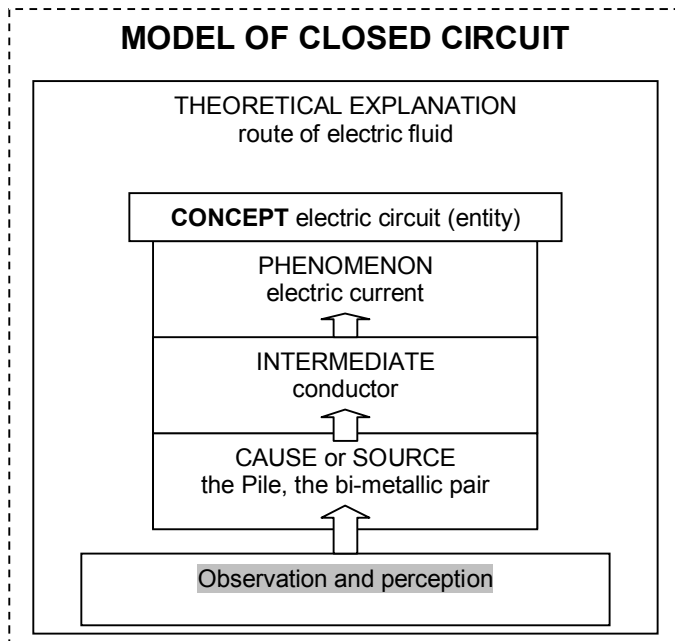 MODEL OF CLOSED CIRCUIT
THEORETICAL EXPLANATION
route of electric fluid
CONCEPT electric circuit (entity)
PHENOMENON
electric current
INTERMEDIATE
conductor
CAUSE or SOURCE
the Pile, the bi-metallic pair
Observation and perception